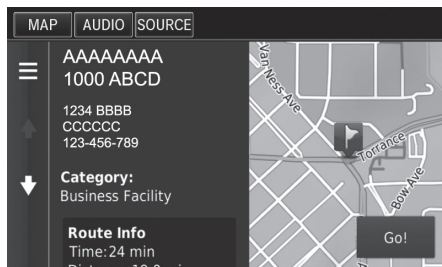 MAP
AUDIO
SOURCE
AAAAAAAA
1000 ABCD
1234 BBBB
CCCCCC
123-456-789
Category:
Business Facility
Route Info
Time: 24 min
Van Ness Ave
Torrance
Bow Ave
Go!